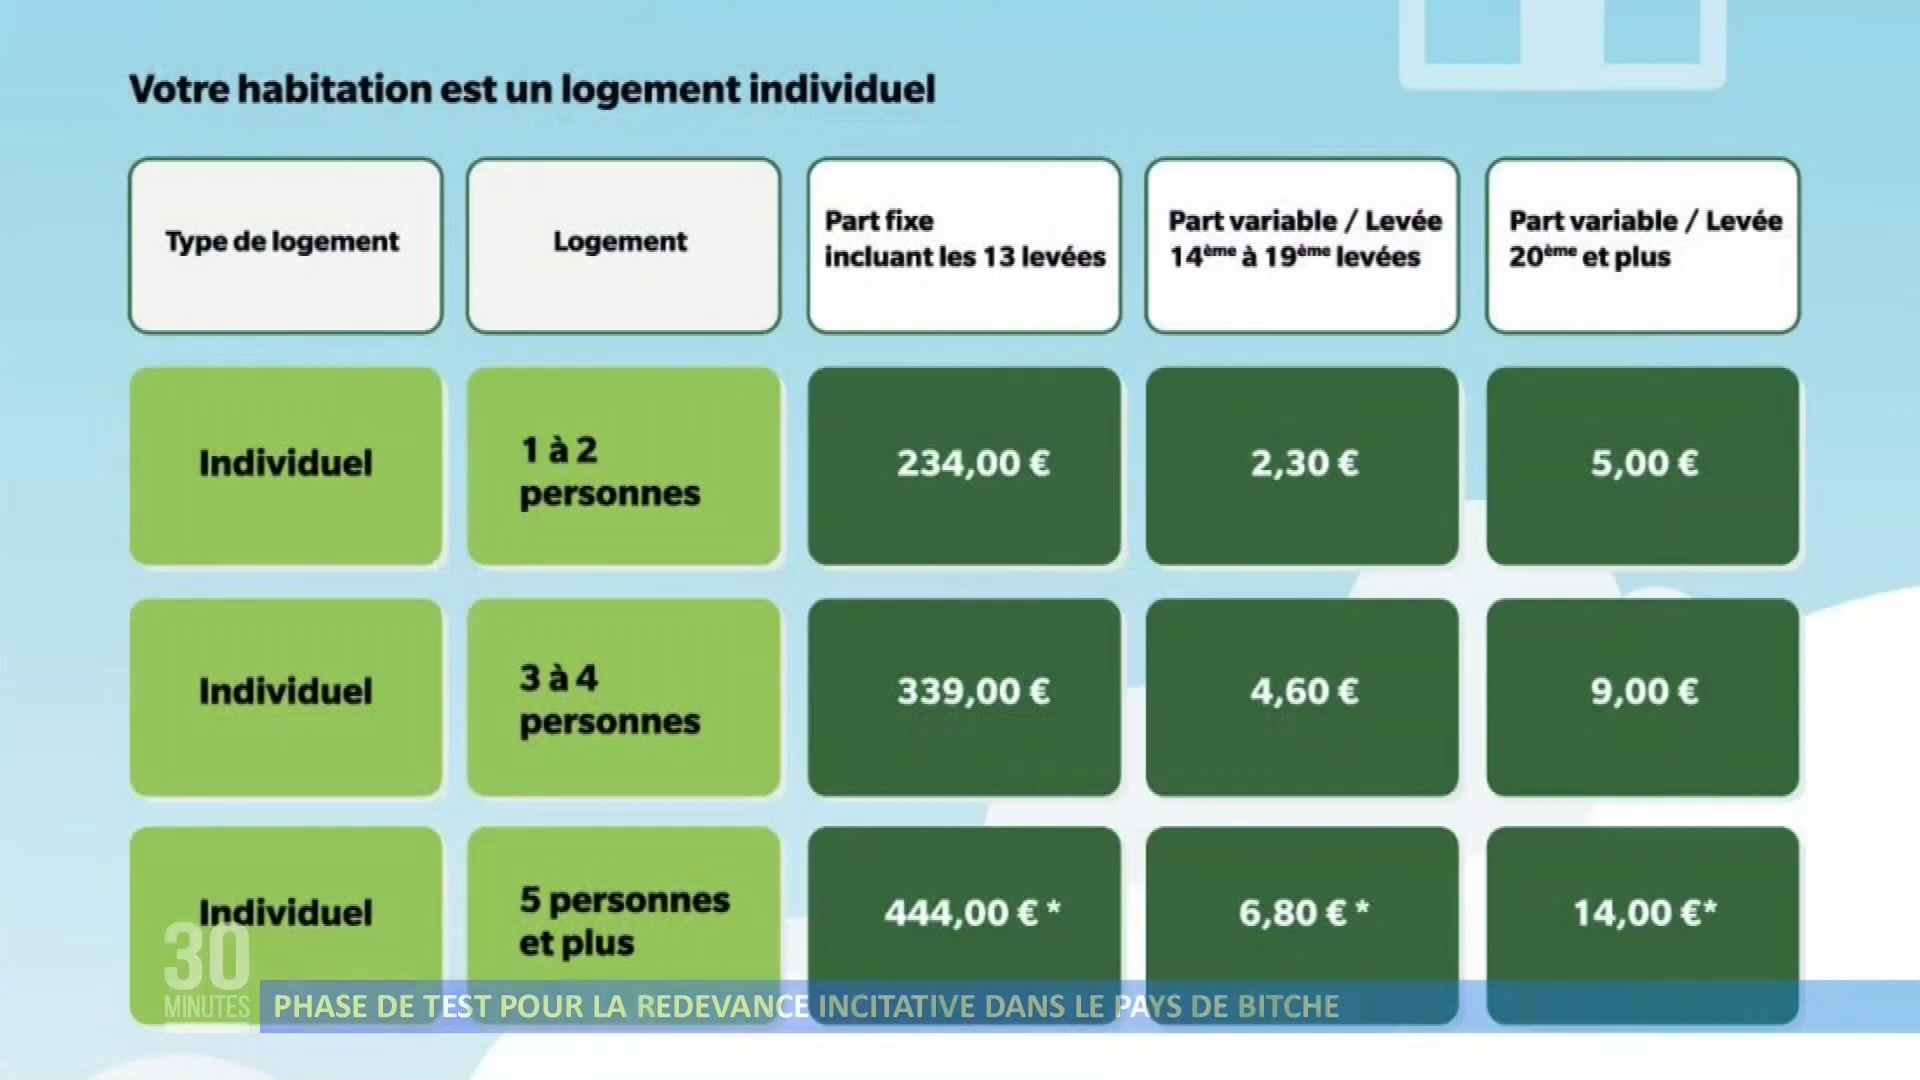 Votre habitation est un logement individuel
Type de logement
Logement
Part fixe
incluant les 13 levées
Part variable / Levée
14ème à 19ème levées
Part variable / Levée
20ème et plus
Individuel
1 à 2
personnes
234,00 €
2,30 €
5,00 €
Individuel
3 à 4
personnes
339,00 €
4,60 €
9,00 €
Individuel
5 personnes
et plus
444,00 € *
6,80 € *
14,00 €*
30
MINUTES
PHASE DE TEST POUR LA REDEVANCE INCITATIVE DANS LE PAYS DE BITCHE